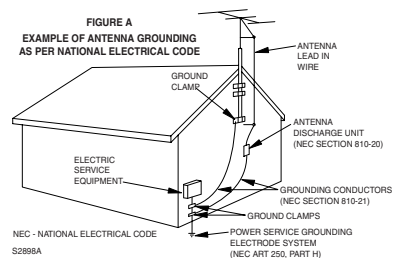 FIGURE A
EXAMPLE OF ANTENNA GROUNDING
AS PER NATIONAL ELECTRICAL CODE
ANTENNA
LEAD IN
WIRE
GROUND
CLAMP
ANTENNA
DISCHARGE UNIT
(NEC SECTION 810-20)
ELECTRIC
SERVICE
EQUIPMENT
GROUNDING CONDUCTORS
(NEC SECTION 810-21)
GROUND CLAMPS
POWER SERVICE GROUNDING
ELECTRODE SYSTEM
(NEC ART 250, PART H)
NEC - NATIONAL ELECTRICAL CODE
S2898A